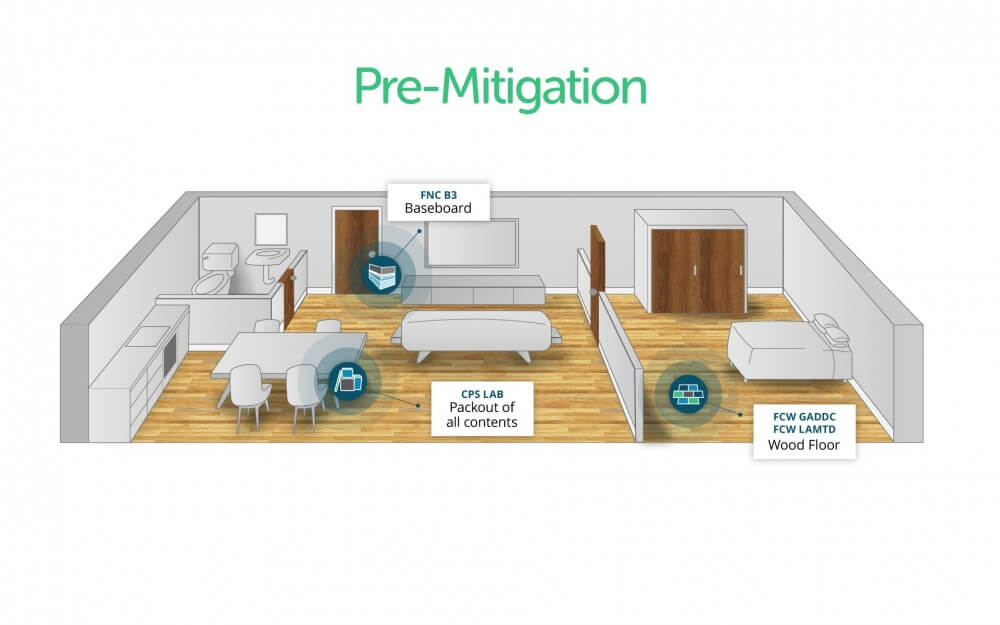 Pre-Mitigation
FNC B3
Baseboard
CPS LAB
Packout of
all contents
FCW GADDC
FCW LAMTD
Wood Floor